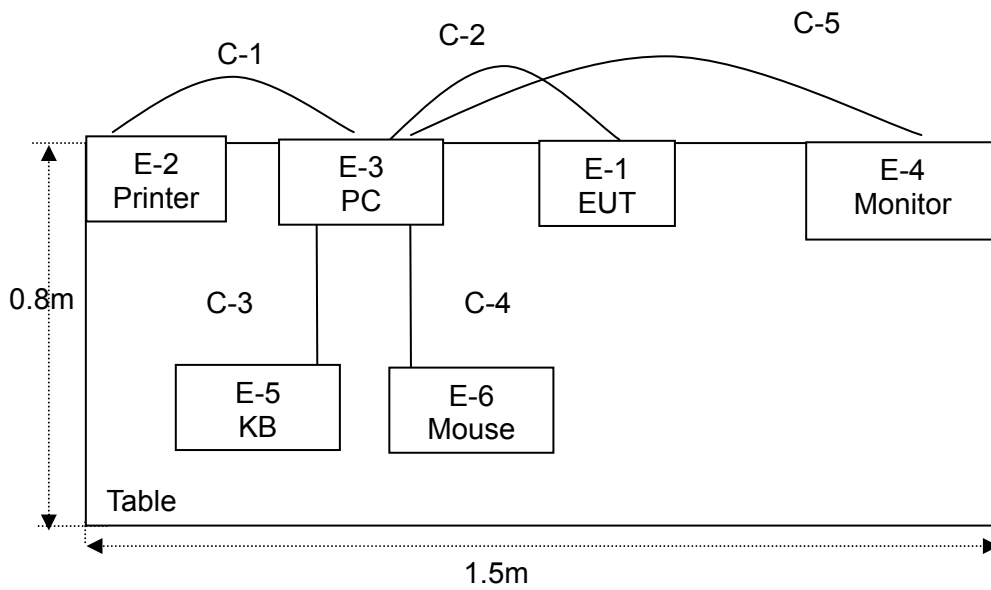 C-1
C-2
C-5
E-2
Printer
E-3
PC
E-1
EUT
E-4
Monitor
0.8m
C-3
C-4
E-5
KB
E-6
Mouse
Table
1.5m